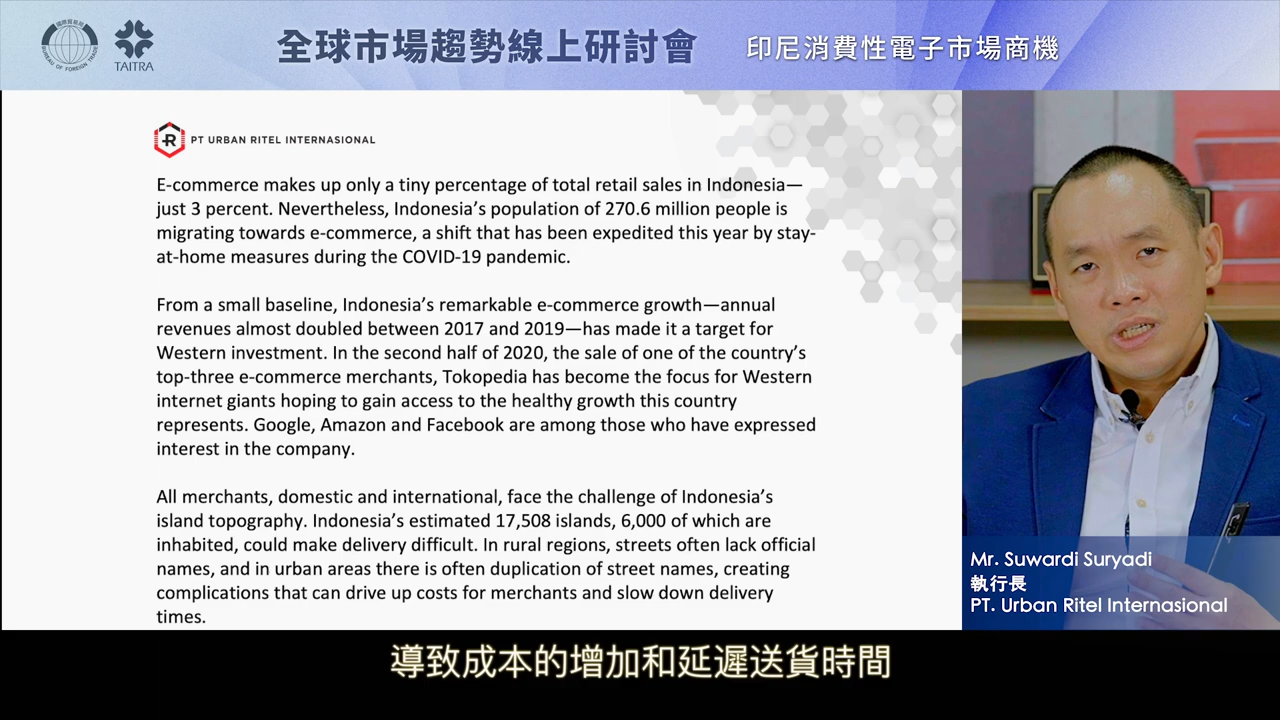 BUREAU OF FOREIGN TRADE
TAITRA
全球市場趨勢線上研討會
印尼消費性電子市場商機
R PT URBAN RITEL INTERNASIONAL
E-commerce makes up only a tiny percentage of total retail sales in Indonesia—
just 3 percent. Nevertheless, Indonesia’s population of 270.6 million people is
migrating towards e-commerce, a shift that has been expedited this year by stay-
at-home measures during the COVID-19 pandemic.
From a small baseline, Indonesia’s remarkable e-commerce growth—annual
revenues almost doubled between 2017 and 2019—has made it a target for
Western investment. In the second half of 2020, the sale of one of the country’s
top-three e-commerce merchants, Tokopedia has become the focus for Western
internet giants hoping to gain access to the healthy growth this country
represents. Google, Amazon and Facebook are among those who have expressed
interest in the company.
All merchants, domestic and international, face the challenge of Indonesia’s
island topography. Indonesia’s estimated 17,508 islands, 6,000 of which are
inhabited, could make delivery difficult. In rural regions, streets often lack official
names, and in urban areas there is often duplication of street names, creating
complications that can drive up costs for merchants and slow down delivery
times.
Mr. Suwardi Suryadi
執行長
PT. Urban Ritel Internasional
導致成本的增加和延遲送貨時間